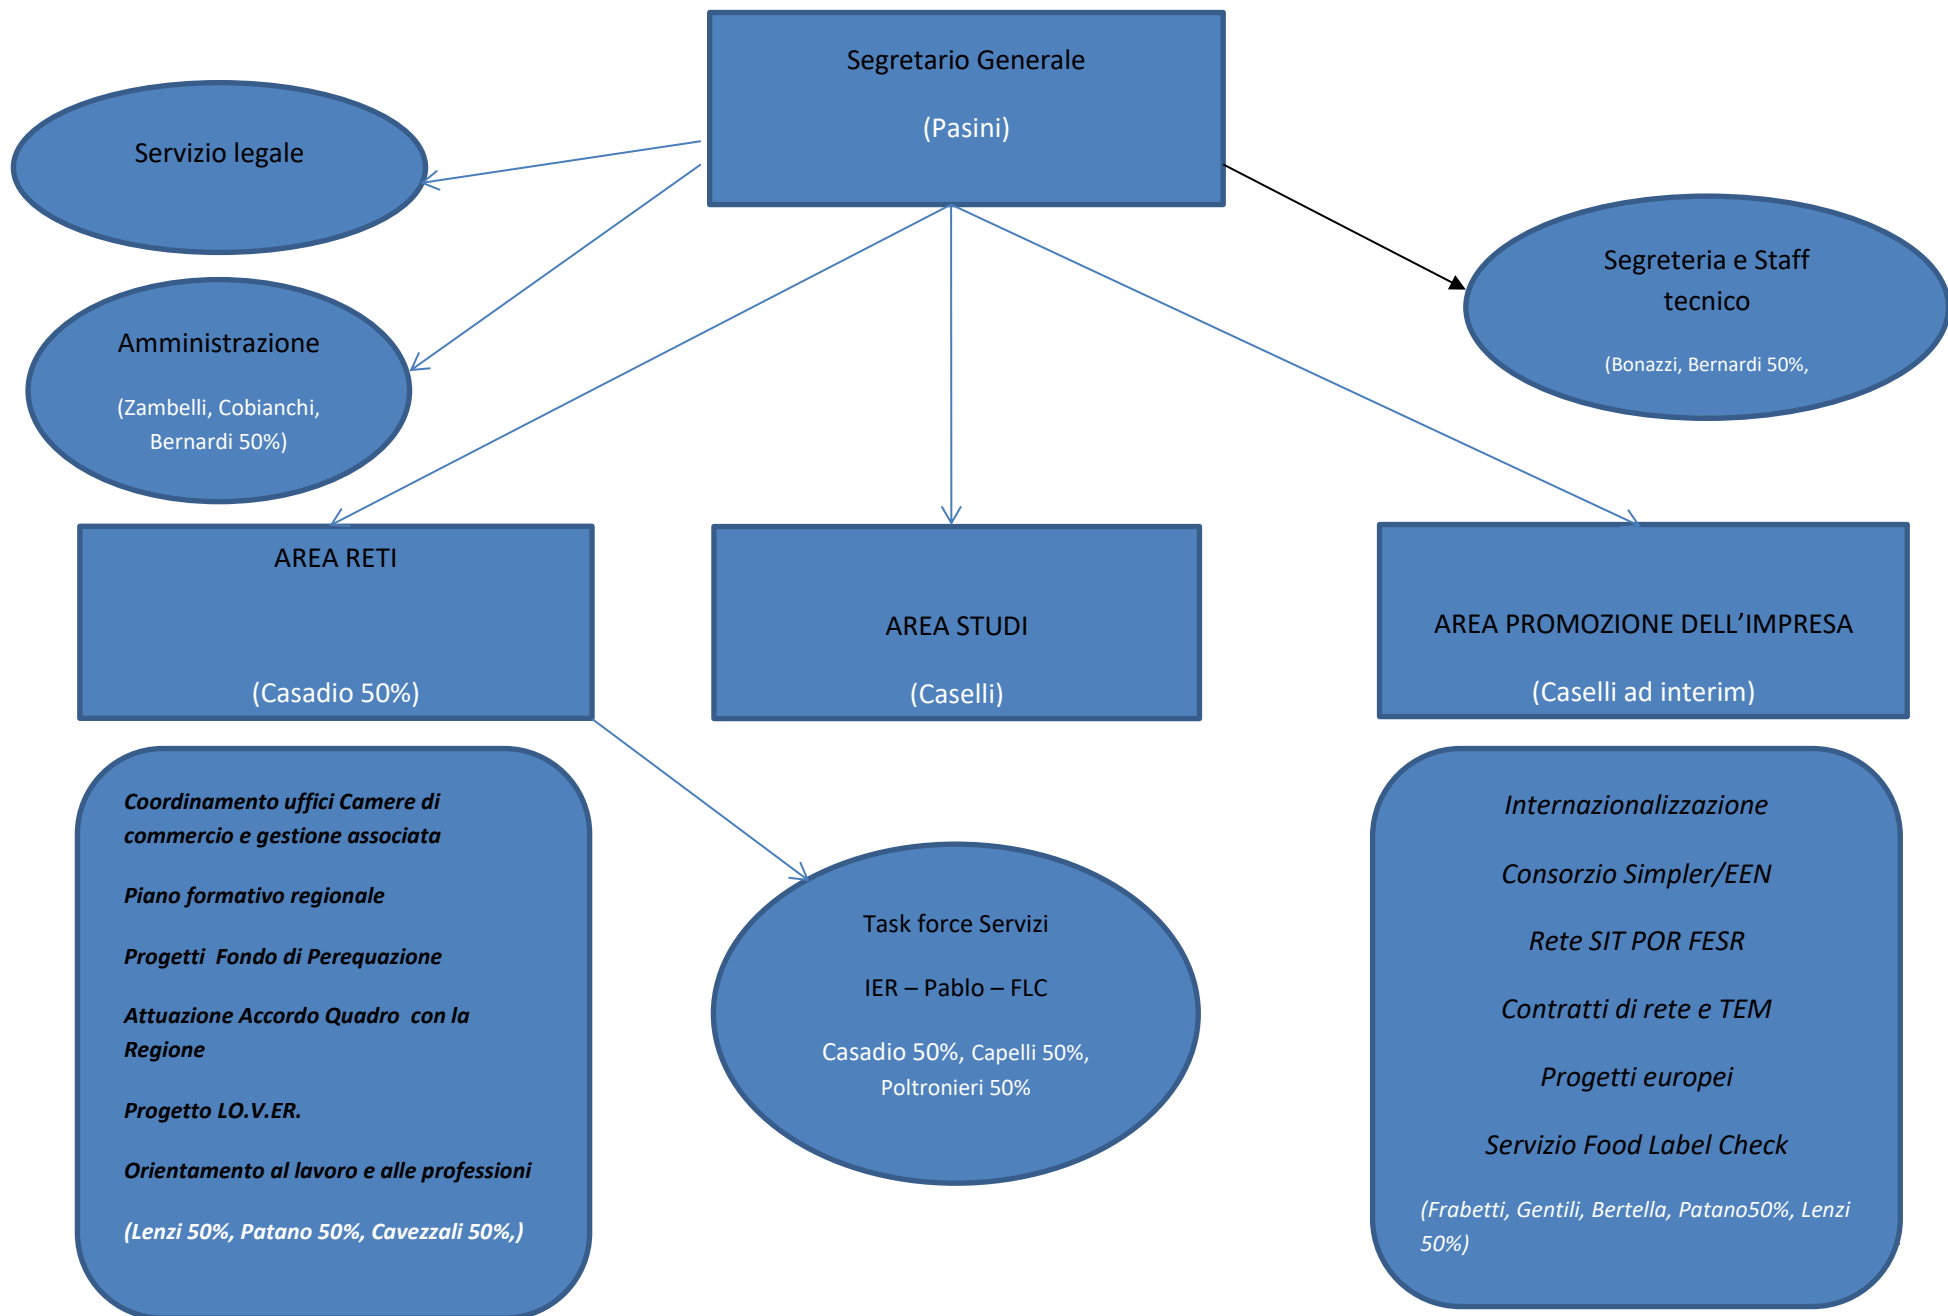 Segretario Generale
(Pasini)
Servizio legale
Segreteria e Staff
tecnico
(Bonazzi, Bernardi 50%,
Amministrazione
(Zambelli, Cobianchi,
Bernardi 50%)
AREA RETI
(Casadio 50%)
AREA STUDI
(Caselli)
AREA PROMOZIONE DELL’IMPRESA
(Caselli ad interim)
Coordinamento uffici Camere di
commercio e gestione associata
Piano formativo regionale
Progetti Fondo di Perequazione
Attuazione Accordo Quadro con la
Regione
Progetto LO.V.ER.
Orientamento al lavoro e alle professioni
(Lenzi 50%, Patano 50%, Cavezzali 50%,)
Task force Servizi
IER – Pablo – FLC
Casadio 50%, Capelli 50%,
Poltronieri 50%
Internazionalizzazione
Consorzio Simpler/EEN
Rete SIT POR FESR
Contratti di rete e TEM
Progetti europei
Servizio Food Label Check
(Frabetti, Gentili, Bertella, Patano50%, Lenzi
50%)